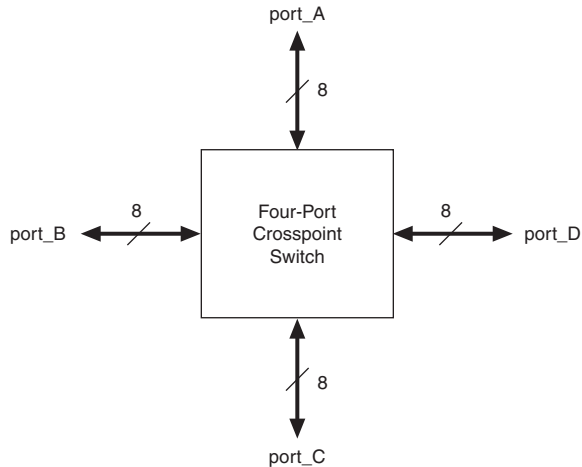 port_A
8
8
port_B
Four-Port
Crosspoint
Switch
8
port_D
8
port_C